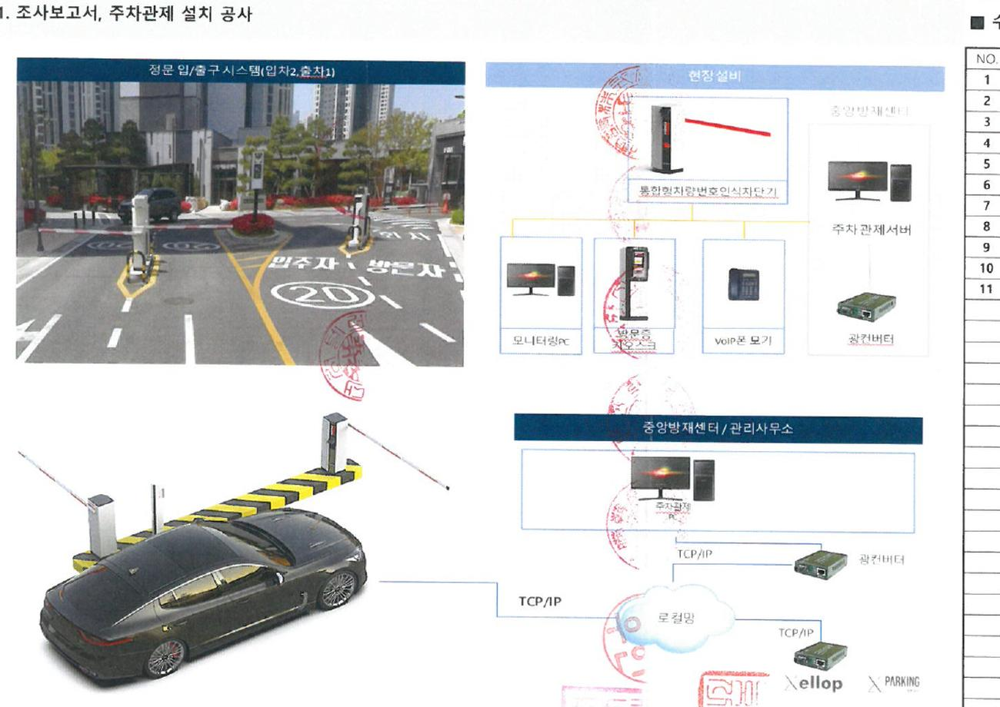 1. 조사보고서, 주차관제 설치 공사
정문 입/출구 시스템(입차2,출차1)
입주자 방문자
20
현장 설비
통합형차량번호인식차단기
모니터링PC
방문증
키오스크
VoIP폰 모기
중앙방재센터
주차관제서버
광컨버터
중앙방재센터 / 관리사무소
주차관제
PC
TCP/IP
광컨버터
TCP/IP
로컬망
TCP/IP
Xellop
X PARKING
■
NO.
1
2
3
4
5
6
7
8
9
10
11